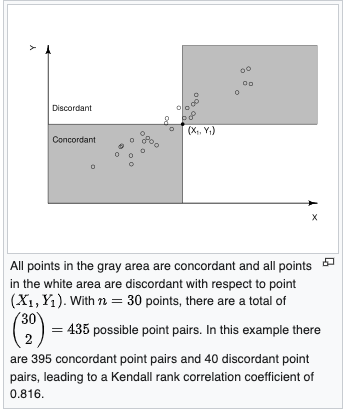 Y
Discordant
Concordant
(X₁, Y₁)
X
All points in the gray area are concordant and all points
in the white area are discordant with respect to point
(X₁, Y₁). With n = 30 points, there are a total of
(30
2) = 435 possible point pairs. In this example there
are 395 concordant point pairs and 40 discordant point
pairs, leading to a Kendall rank correlation coefficient of
0.816.